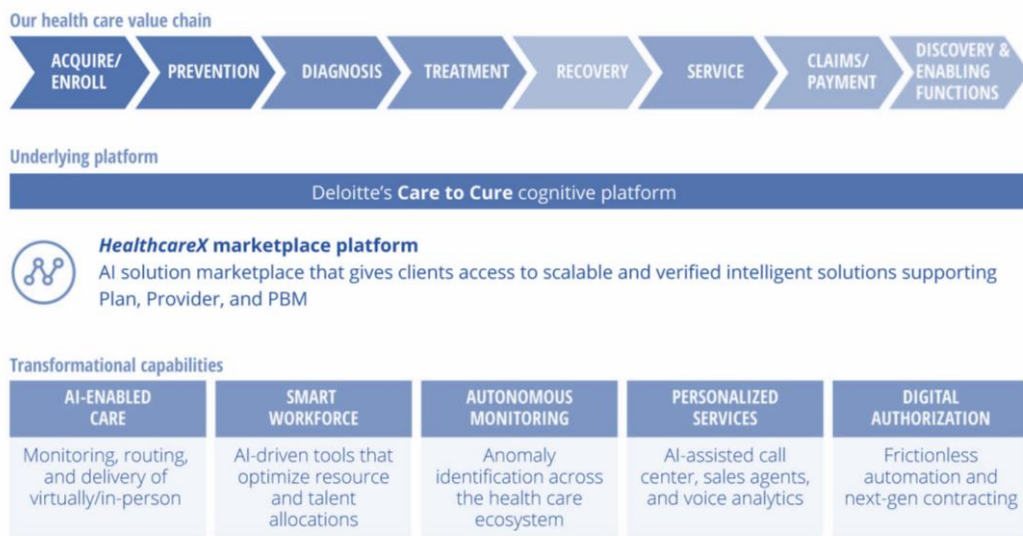 Our health care value chain
ACQUIRE/
ENROLL
PREVENTION
DIAGNOSIS
TREATMENT
RECOVERY
SERVICE
CLAIMS/
PAYMENT
DISCOVERY &
ENABLING
FUNCTIONS
Underlying platform
Deloitte's Care to Cure cognitive platform
HealthcareX marketplace platform
AI solution marketplace that gives clients access to scalable and verified intelligent solutions supporting
Plan, Provider, and PBM
Transformational capabilities
AI-ENABLED
CARE
Monitoring, routing,
and delivery of
virtually/in-person
SMART
WORKFORCE
AI-driven tools that
optimize resource
and talent
allocations
AUTONOMOUS
MONITORING
Anomaly
identification across
the health care
ecosystem
PERSONALIZED
SERVICES
AI-assisted call
center, sales agents,
and voice analytics
DIGITAL
AUTHORIZATION
Frictionless
automation and
next-gen contracting